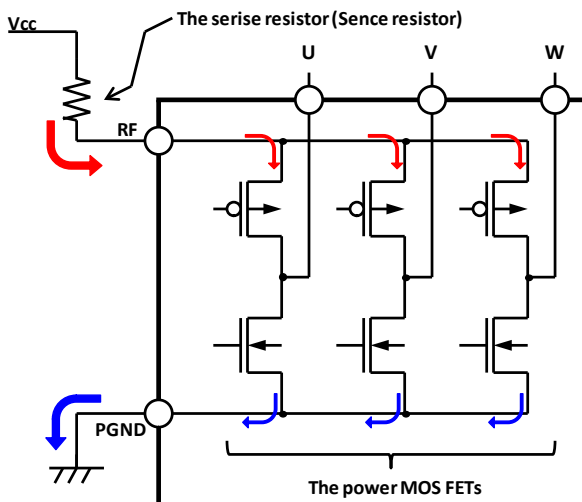 The serise resistor (Sence resistor)
Vcc
U V W
RF
PGND
The power MOS FETs